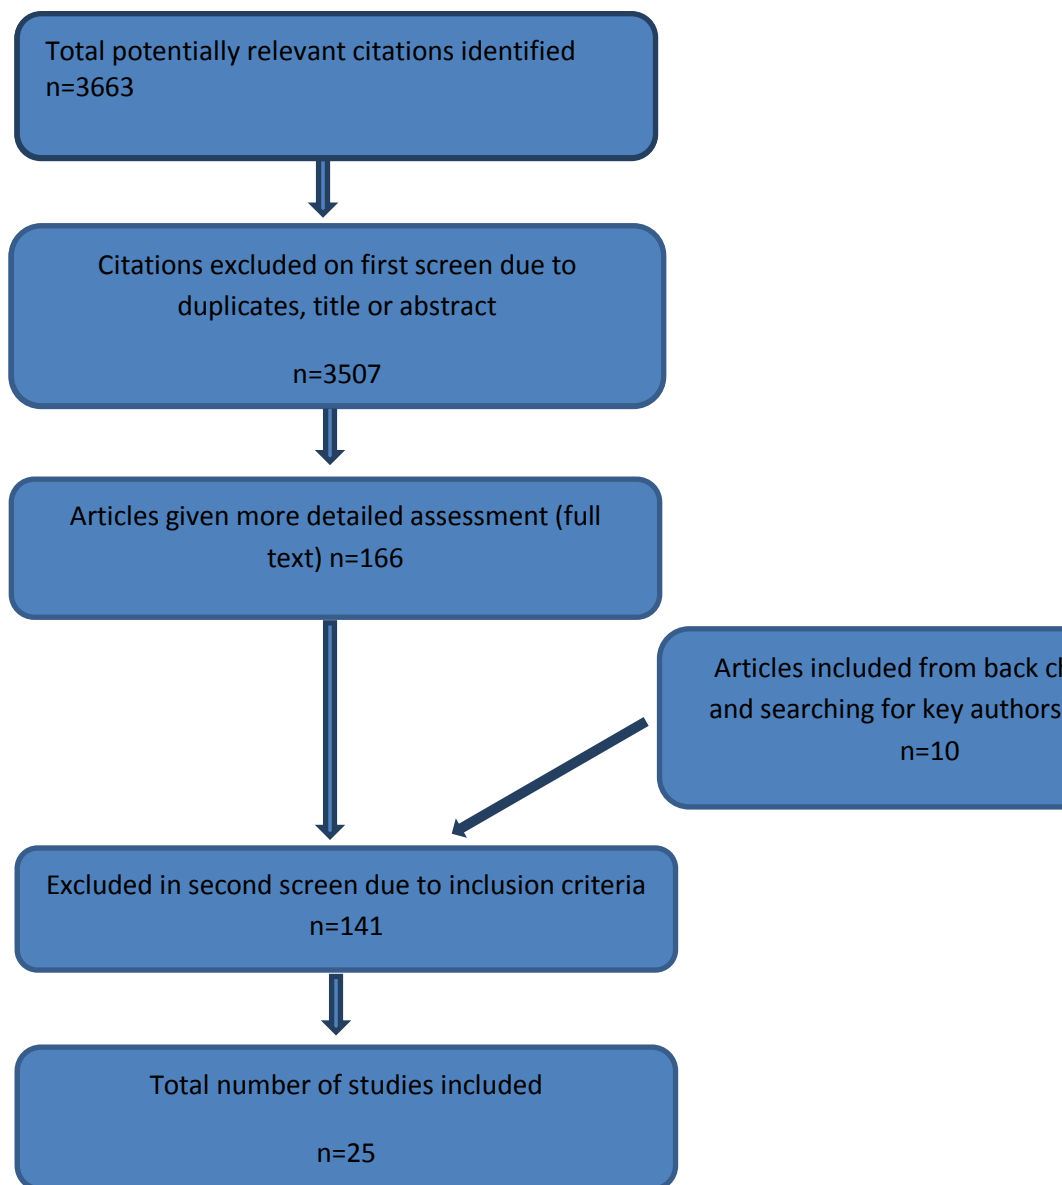 Total potentially relevant citations identified
n=3663
Citations excluded on first screen due to
duplicates, title or abstract
n=3507
Articles given more detailed assessment (full
text) n=166
Articles included from back
and searching for key authors
n=10
Excluded in second screen due to inclusion criteria
n=141
Total number of studies included
n=25